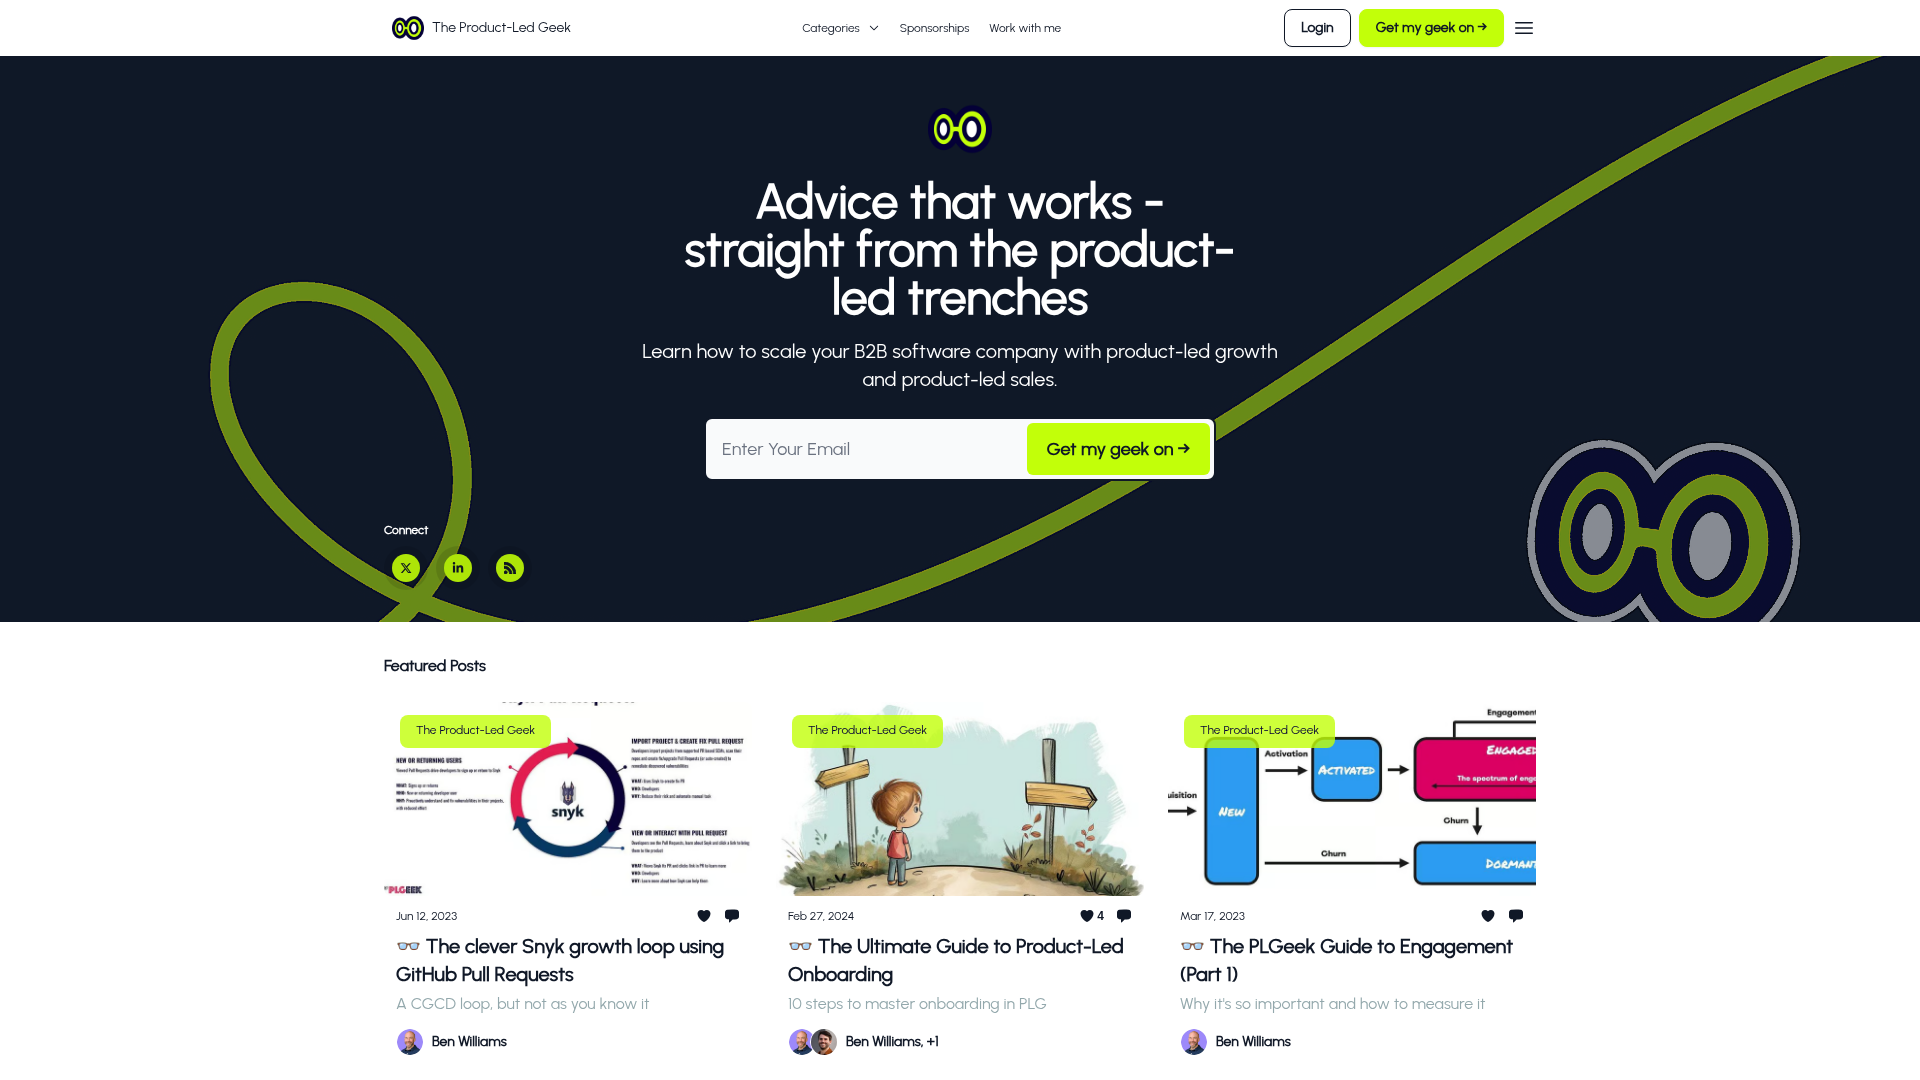 The Product-Led Geek
Categories
Sponsorships
Work with me
Login
Get my geek on →
Advice that works -
straight from the product-
led trenches
Learn how to scale your B2B software company with product-led growth
and product-led sales.
Enter Your Email
Get my geek on →
Connect
Featured Posts
The Product-Led Geek
IMPORT PROJECT & CREATE FIX PULL REQUEST
NEW OR RETURNING USERS
snyk
VIEW OR INTERACT WITH PULL REQUEST
PLGEEK
Jun 12, 2023
👓 The clever Snyk growth loop using
GitHub Pull Requests
A CGCD loop, but not as you know it
Ben Williams
The Product-Led Geek
Feb 27, 2024
4
👓 The Ultimate Guide to Product-Led
Onboarding
10 steps to master onboarding in PLG
Ben Williams, +1
The Product-Led Geek
Engagement
Activation
ACTIVATED
ENGAGED
The spectrum of enga
uisition
NEW
Churn
Churn
DORMANT
Mar 17, 2023
👓 The PLGeek Guide to Engagement
(Part 1)
Why it's so important and how to measure it
Ben Williams